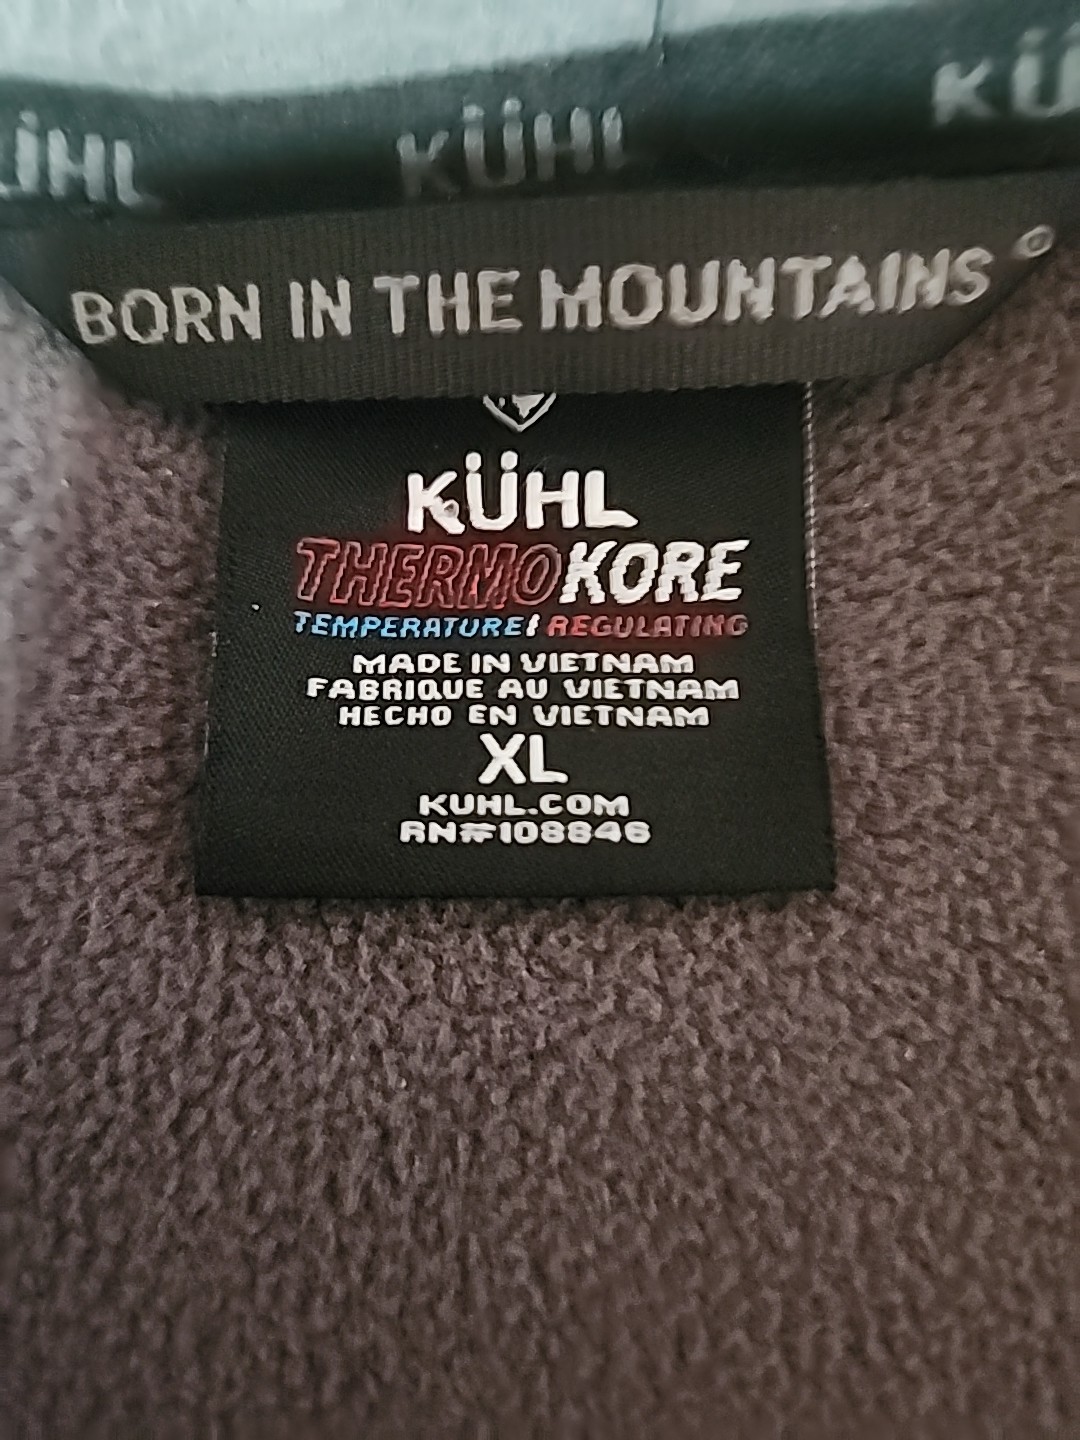 KÜHL
KÜHL
KÜ
BORN IN THE MOUNTAINS
KÜHL
THERMOKORE
TEMPERATURE/REGULATING
MADE IN VIETNAM
FABRIQUE AU VIETNAM
HECHO EN VIETNAM
XL
KUHL.COM
RN#108846